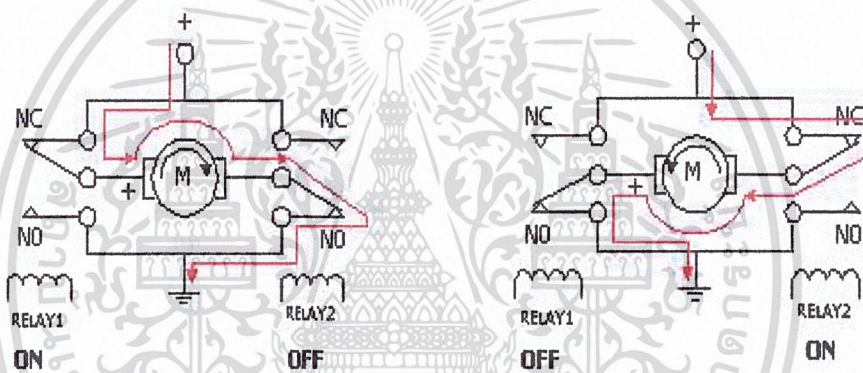 + +
NC NC NC NC
M M
+ +
NO NO NO NO
RELAY1 RELAY2 RELAY1 RELAY2
ON OFF OFF ON